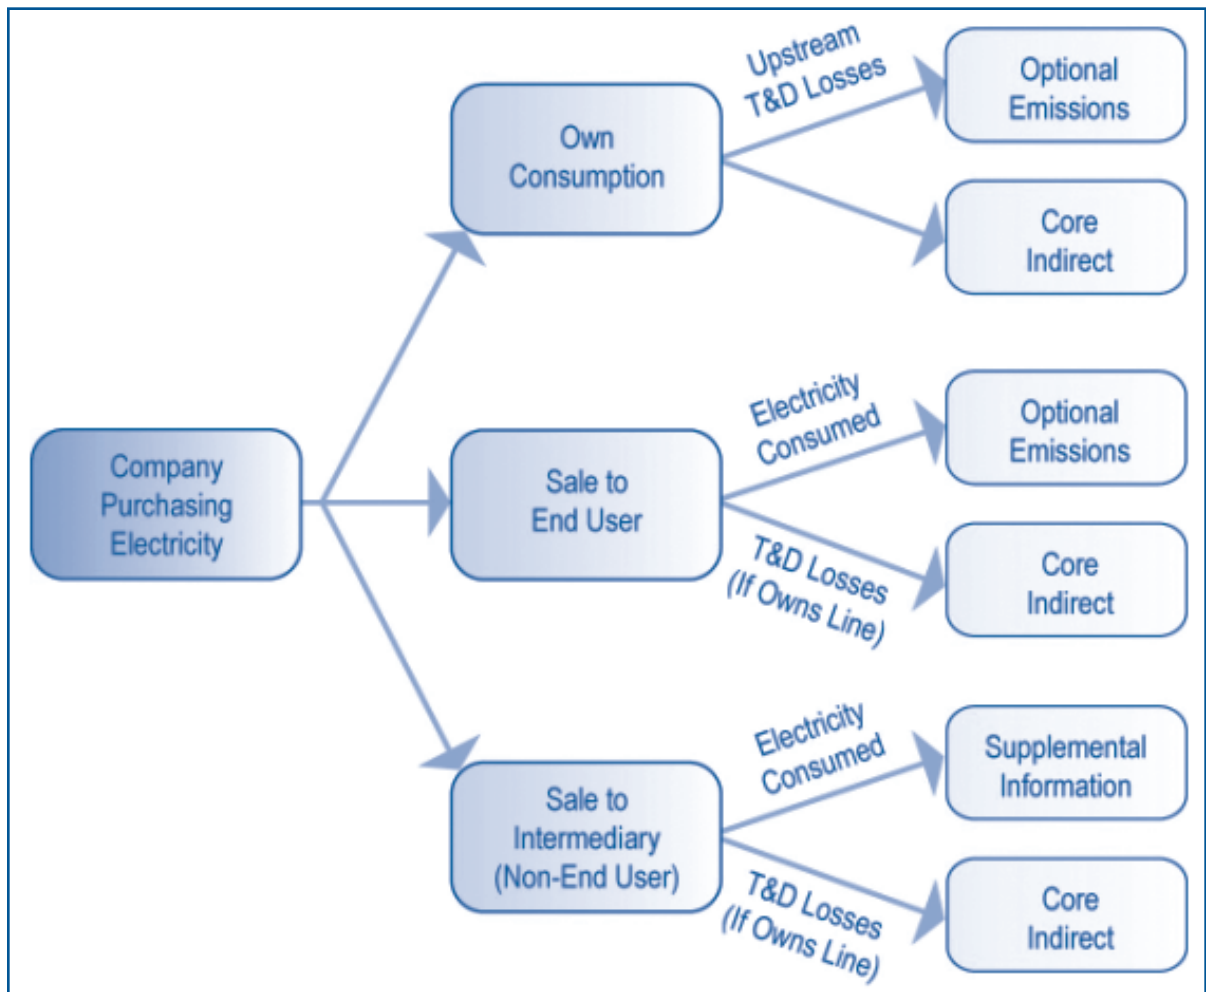 Upstream
T&D Losses
Optional
Emissions
Own
Consumption
Core
Indirect
Electricity
Consumed
Optional
Emissions
Company
Purchasing
Electricity
Sale to
End User
T&D Losses
(If Owns Line)
Core
Indirect
Electricity
Consumed
Supplemental
Information
Sale to
Intermediary
(Non-End User)
T&D Losses
(If Owns Line)
Core
Indirect